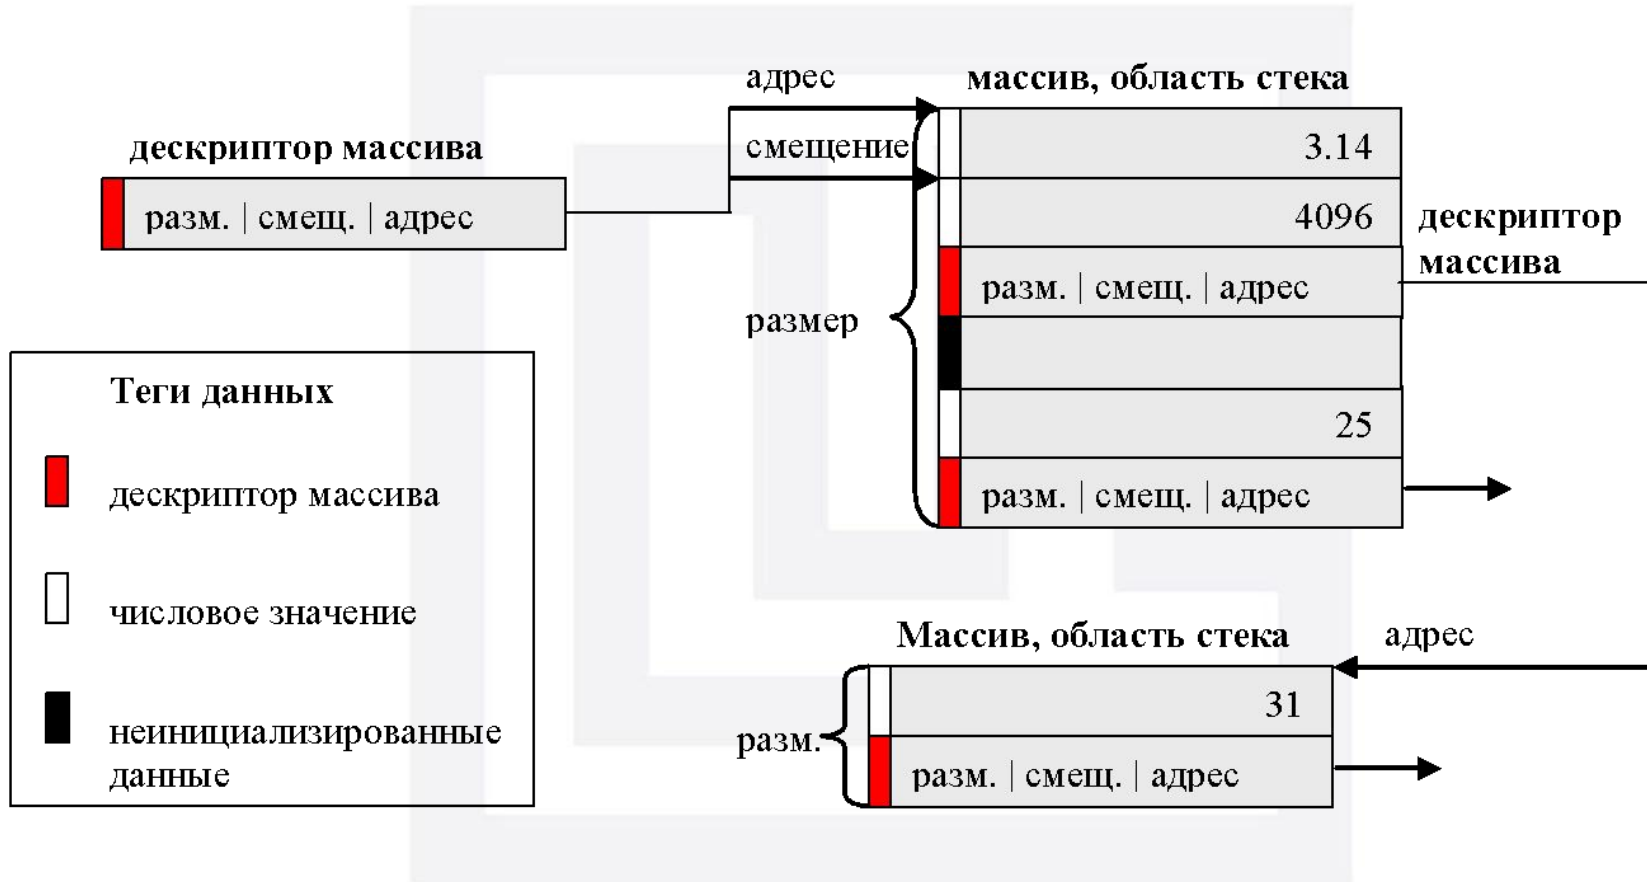 адрес
массив, область стека
дескриптор массива
смещение
3.14
разм. | смещ. | адрес
4096
дескриптор
массива
разм. | смещ. | адрес
размер
Теги данных
25
дескриптор массива
разм. | смещ. | адрес
числовое значение
Массив, область стека
адрес
31
неинициализированные
данные
разм.
разм. | смещ. | адрес